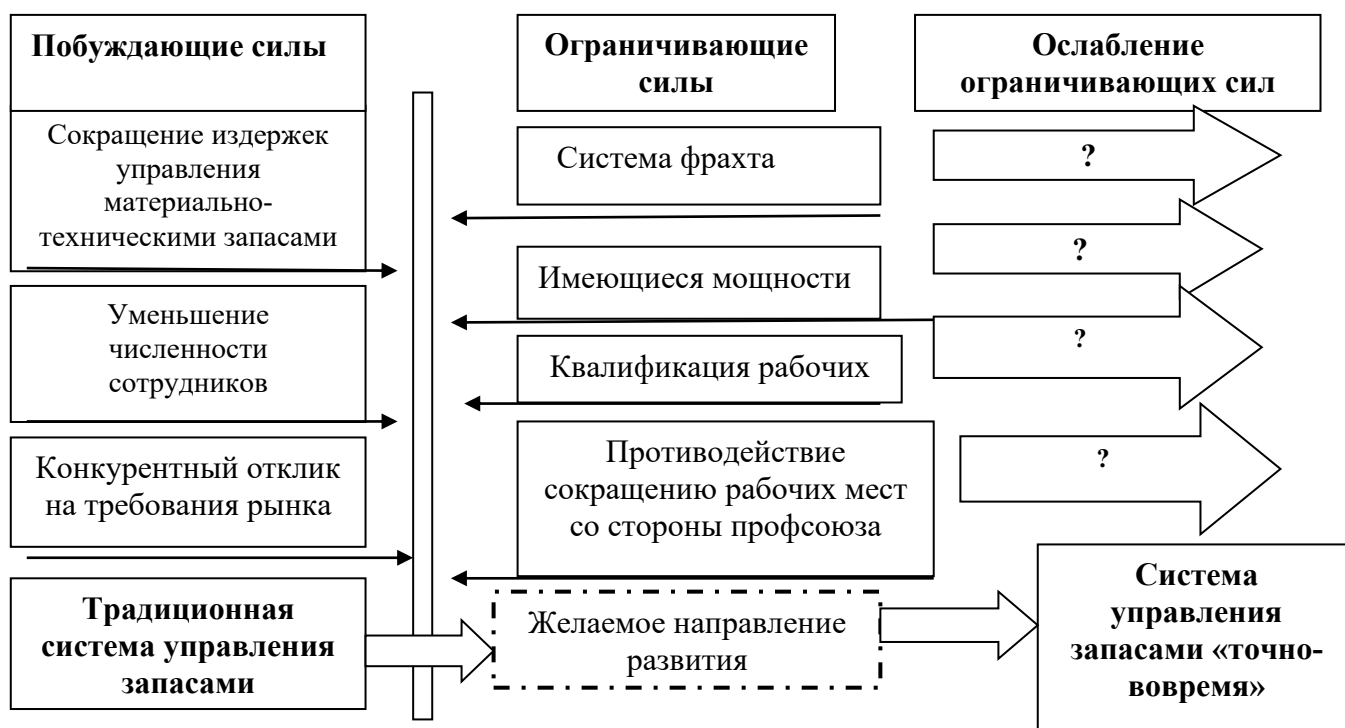 Побуждающие силы
Ограничивающие
силы
Ослабление
ограничивающих сил
Сокращение издержек
управления
материально-
техническими запасами
Система фрахта
?
Имеющиеся мощности
?
Уменьшение
численности
сотрудников
Квалификация рабочих
?
Конкурентный отклик
на требования рынка
Противодействие
сокращению рабочих мест
со стороны профсоюза
?
Традиционная
система управления
запасами
Желаемое направление
развития
Система
управления
запасами «точно-
вовремя»